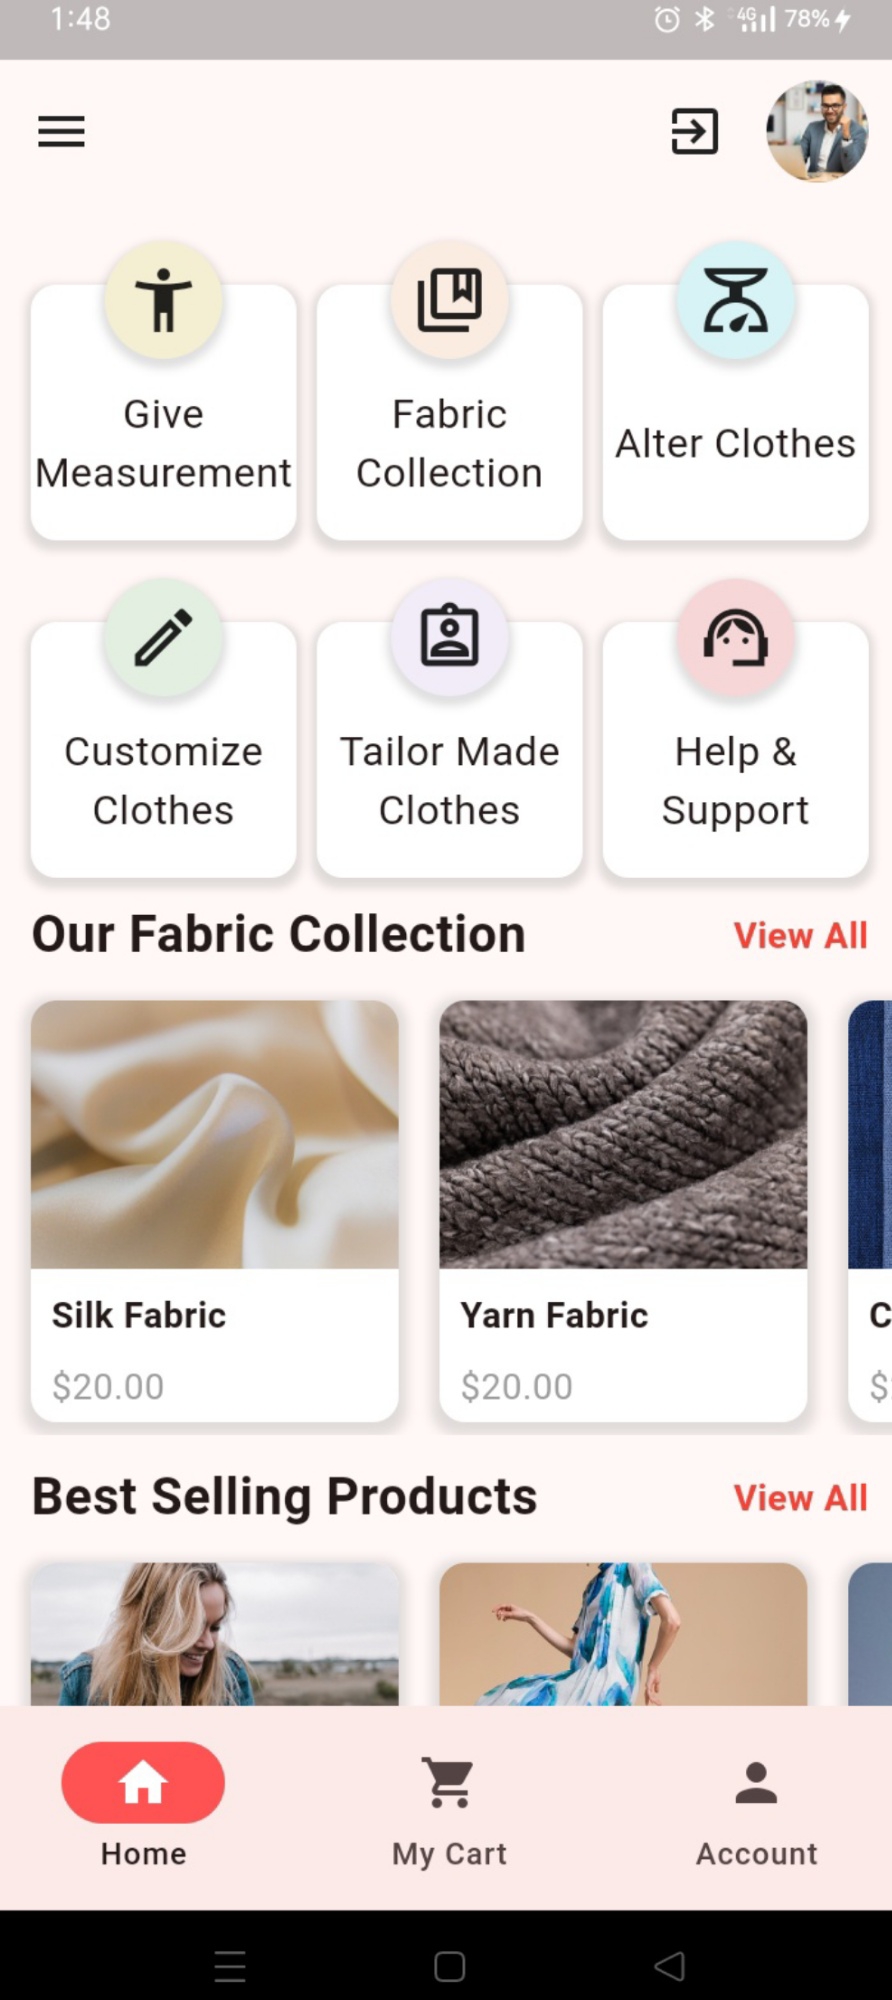 1:48
4G 78%
Give
Measurement
Fabric
Collection
Alter Clothes
Customize
Clothes
Tailor Made
Clothes
Help &
Support
Our Fabric Collection
View All
Silk Fabric
$20.00
Yarn Fabric
$20.00
C
$
Best Selling Products
View All
Home
My Cart
Account